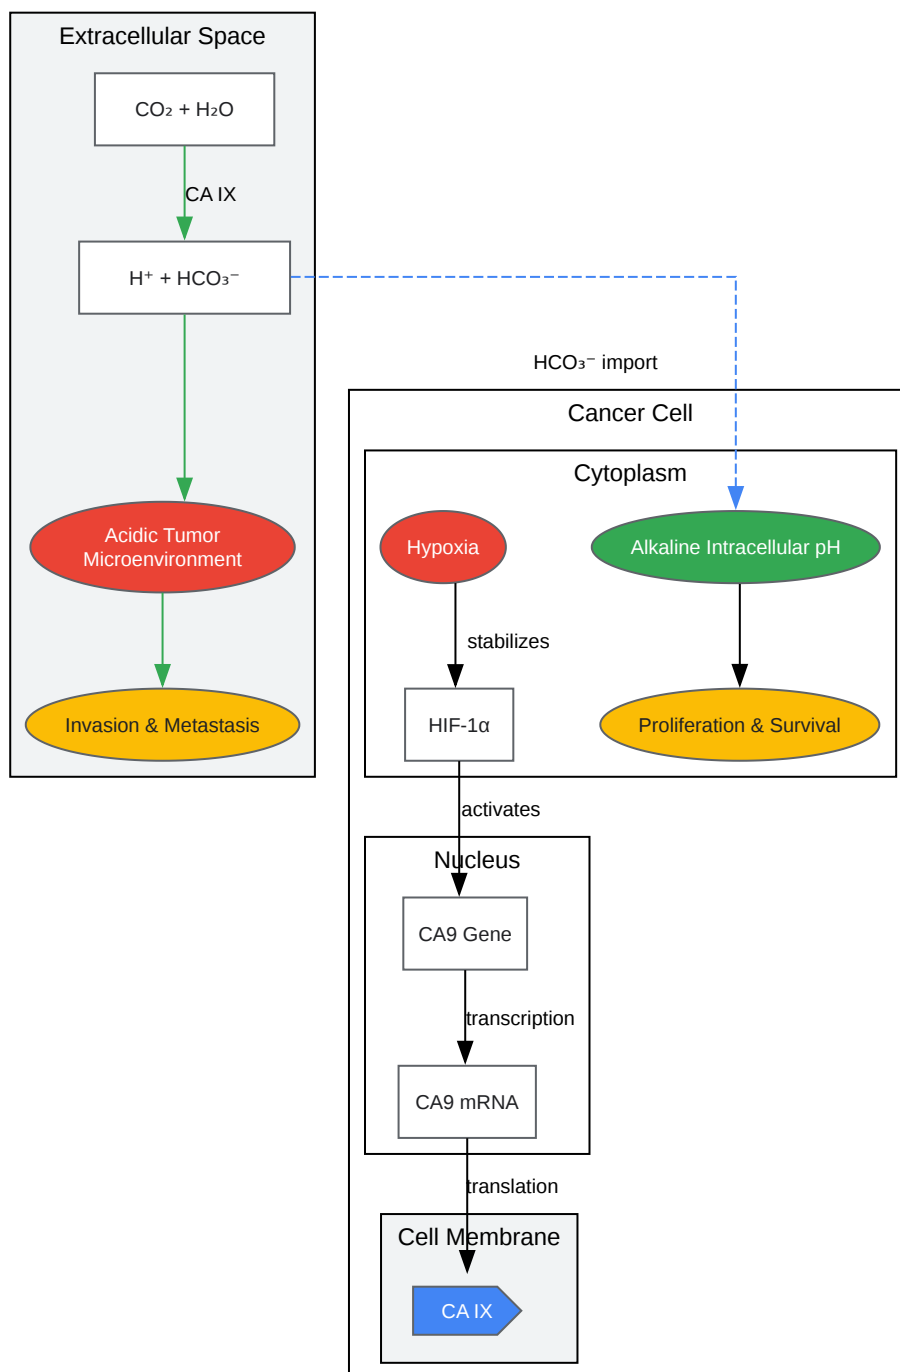 Extracellular Space
CO₂ + H₂O
CA IX
H⁺ + HCO₃⁻
Acidic Tumor
Microenvironment
Invasion & Metastasis
HCO₃⁻ import
Cancer Cell
Cytoplasm
Hypoxia
Alkaline Intracellular pH
stabilizes
HIF-1α
Proliferation & Survival
activates
Nucleus
CA9 Gene
transcription
CA9 mRNA
translation
Cell Membrane
CA IX